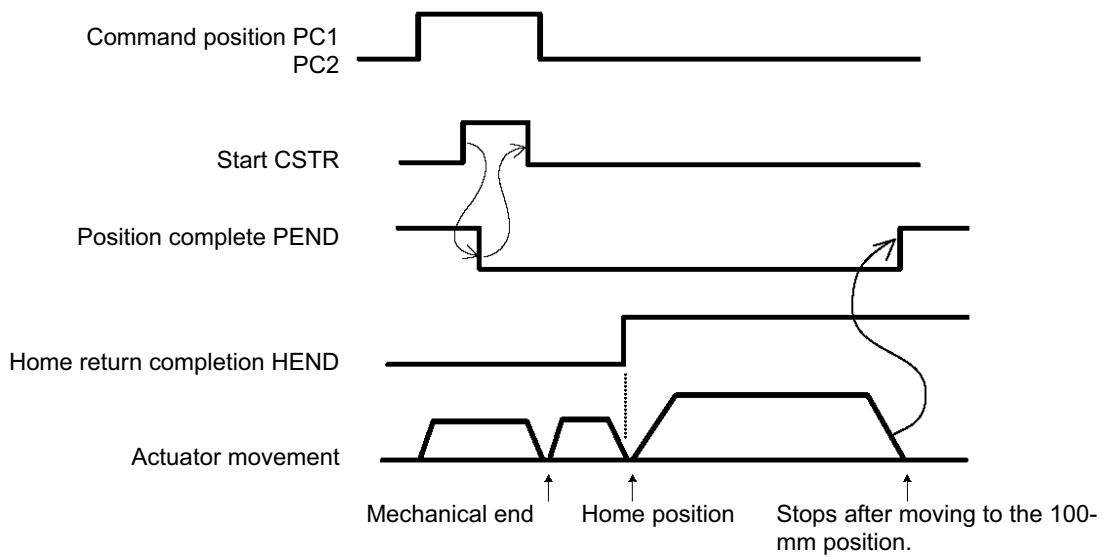 Command position PC1
PC2
Start CSTR
Position complete PEND
Home return completion HEND
Actuator movement
Mechanical end
Home position
Stops after moving to the 100-
mm position.